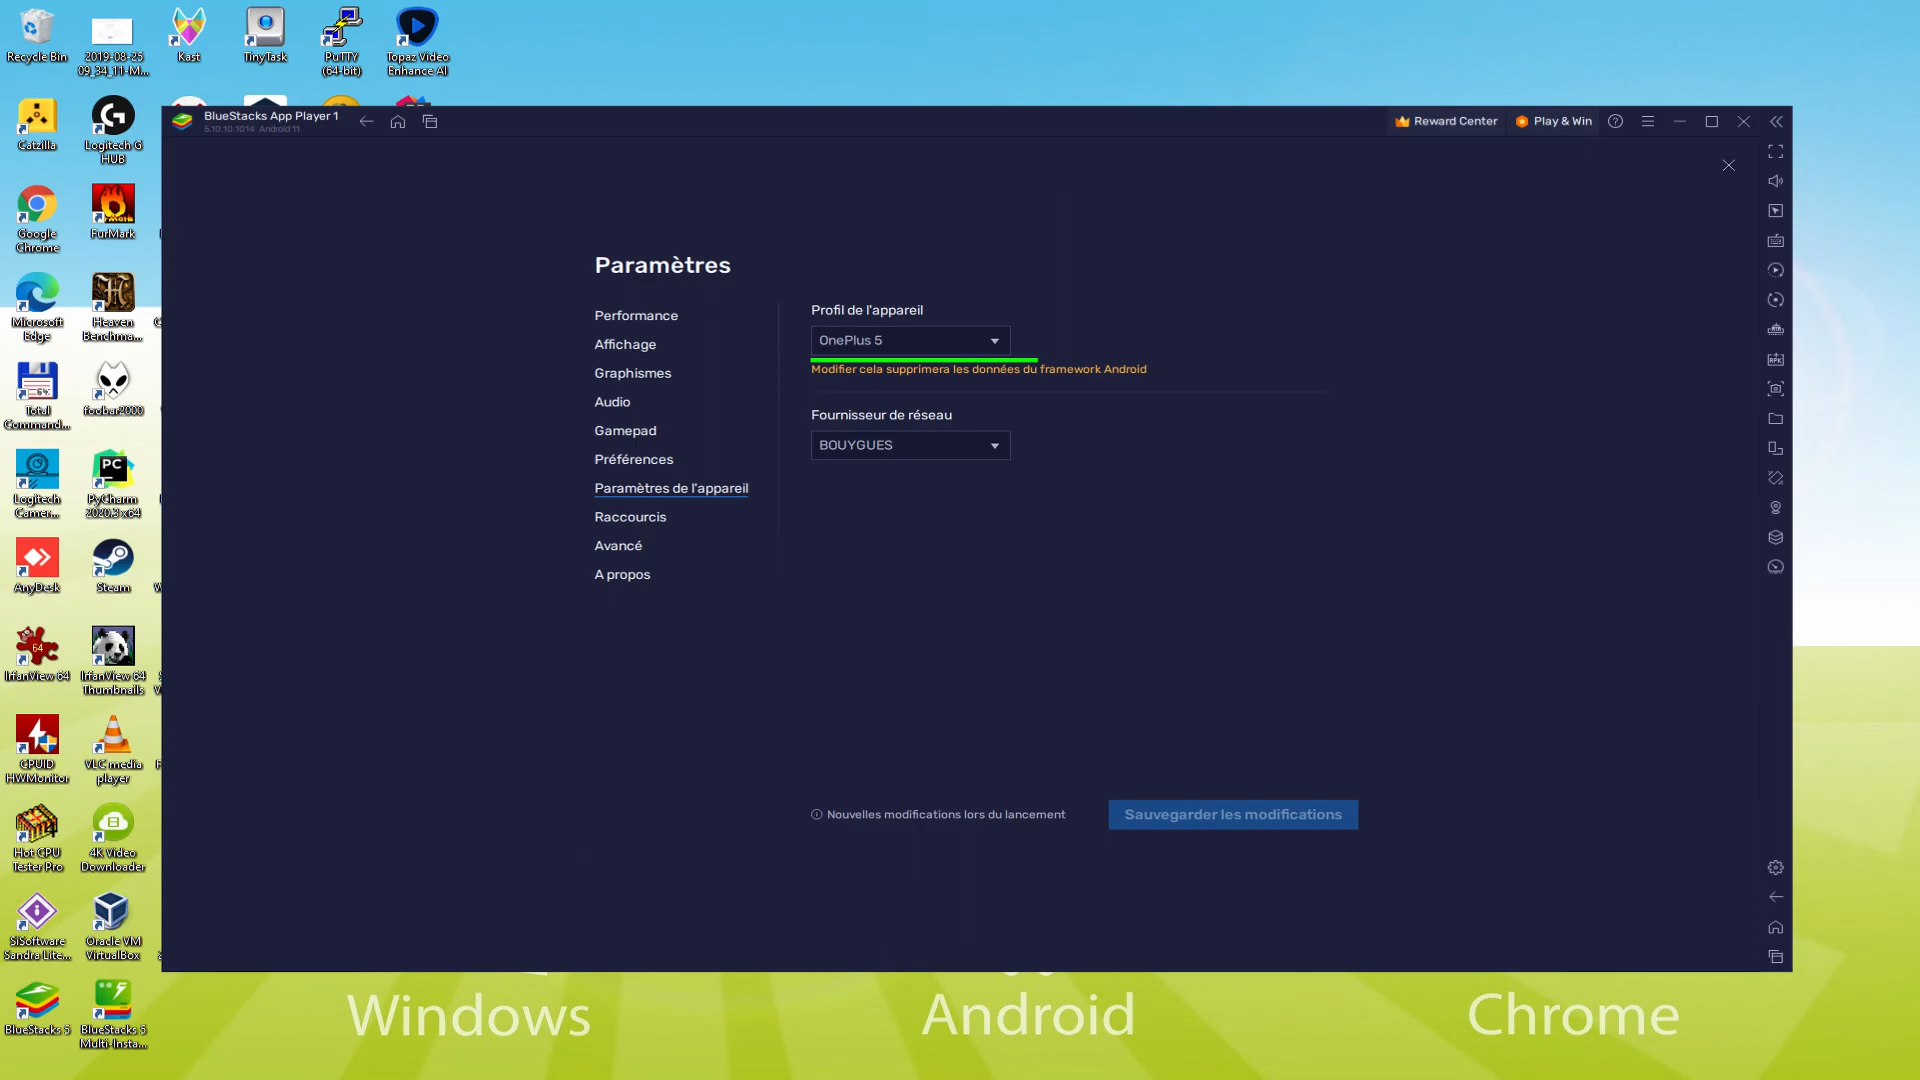 Recycle Bin
2019-08-25
09_34_11-M...
Kast
TinyTask
PuTTY
(64-bit)
Topaz Video
Enhance AI
Catzilla
Logitech G
HUB
Google
Chrome
FurMark
Microsoft
Edge
Heaven
Benchma...
Total
Command...
foobar2000
Logitech
Camer...
PyCharm
2020.3 x64
AnyDesk
Steam
IrfanView 64
IrfanView 64
Thumbnails
CPUID
HWMonitor
VLC media
player
Hot CPU
Tester Pro
4K Video
Downloader
SiSoftware
Sandra Lite...
Oracle VM
VirtualBox
BlueStacks 5
BlueStacks 5
Multi-Insta...
BlueStacks App Player 1
5.10.10.1014 Android 11
Reward Center
Play & Win
Paramètres
Performance
Affichage
Graphismes
Audio
Gamepad
Préférences
Paramètres de l'appareil
Raccourcis
Avancé
A propos
Profil de l'appareil
OnePlus 5
Modifier cela supprimera les données du framework Android
Fournisseur de réseau
BOUYGUES
Nouvelles modifications lors du lancement
Sauvegarder les modifications
Windows
Android
Chrome